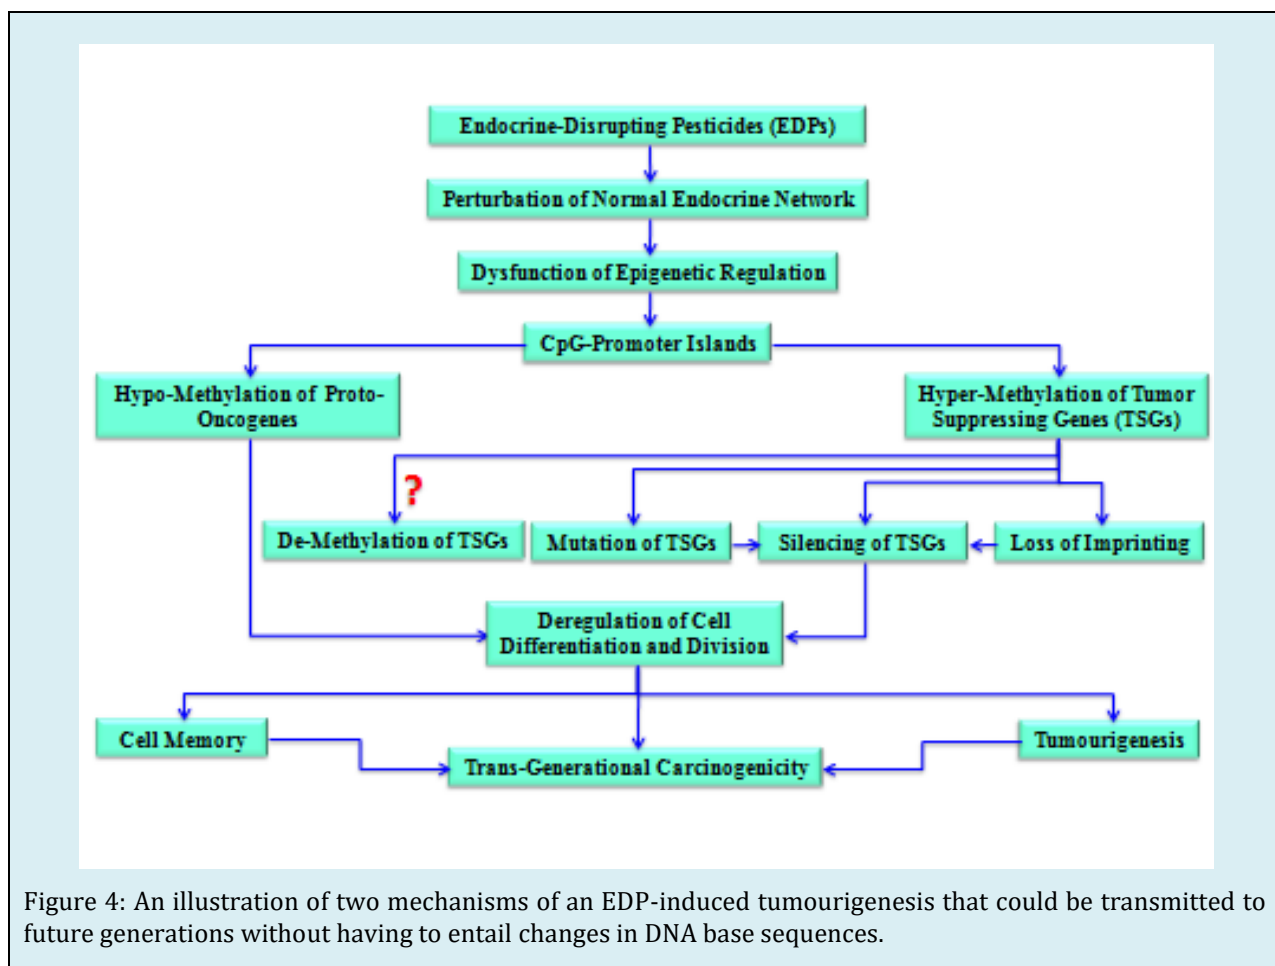 Endocrine-Disrupting Pesticides (EDPs)
Perturbation of Normal Endocrine Network
Dysfunction of Epigenetic Regulation
CpG-Promoter Islands
Hypo-Methylation of Proto-
Oncogenes
Hyper-Methylation of Tumor
Suppressing Genes (TSGs)
?
De-Methylation of TSGs
Mutation of TSGs
Silencing of TSGs
Loss of Imprinting
Deregulation of Cell
Differentiation and Division
Cell Memory
Tumourigenesis
Trans-Generational Carcinogenicity
Figure 4: An illustration of two mechanisms of an EDP-induced tumourigenesis that could be transmitted to
future generations without having to entail changes in DNA base sequences.